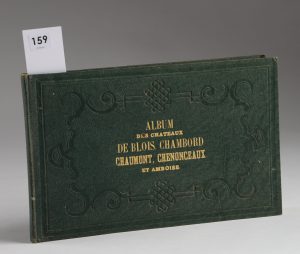 159
ALBUM
DES CHATEAUX
DE BLOIS, CHAMBORD
CHAUMONT, CHENONCEAUX
ET AMBOISE